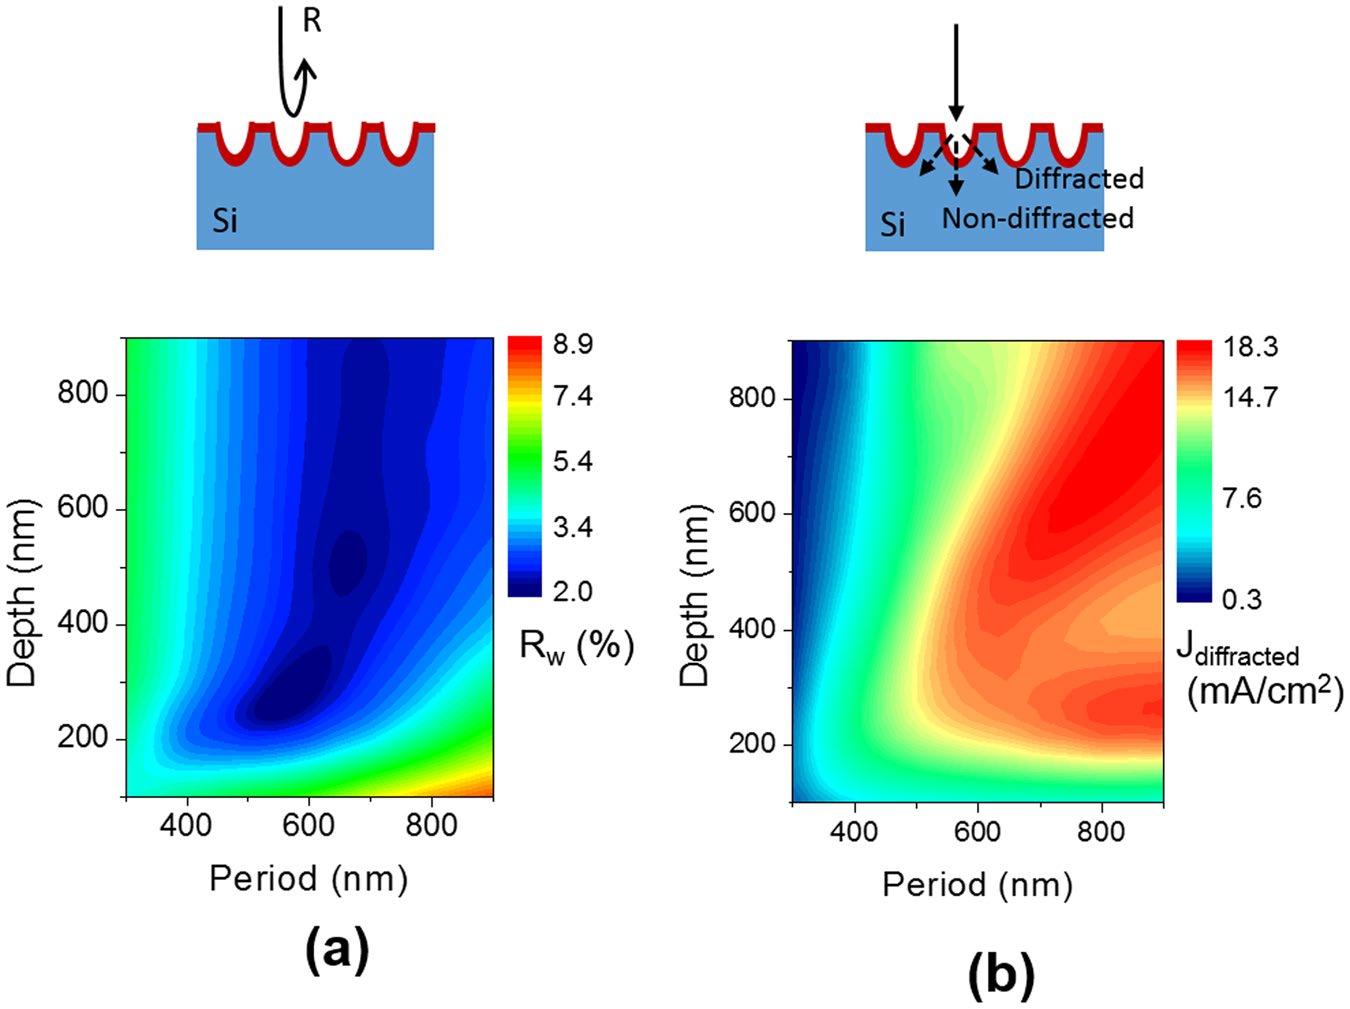 R
Si
Diffracted
Non-diffracted
Si
800
600
400
200
Depth (nm)
400 600 800
Period (nm)
8.9
7.4
5.4
3.4
2.0
Rw (%)
(a)
800
600
400
200
Depth (nm)
400 600 800
Period (nm)
18.3
14.7
7.6
0.3
Jdiffracted
(mA/cm²)
(b)